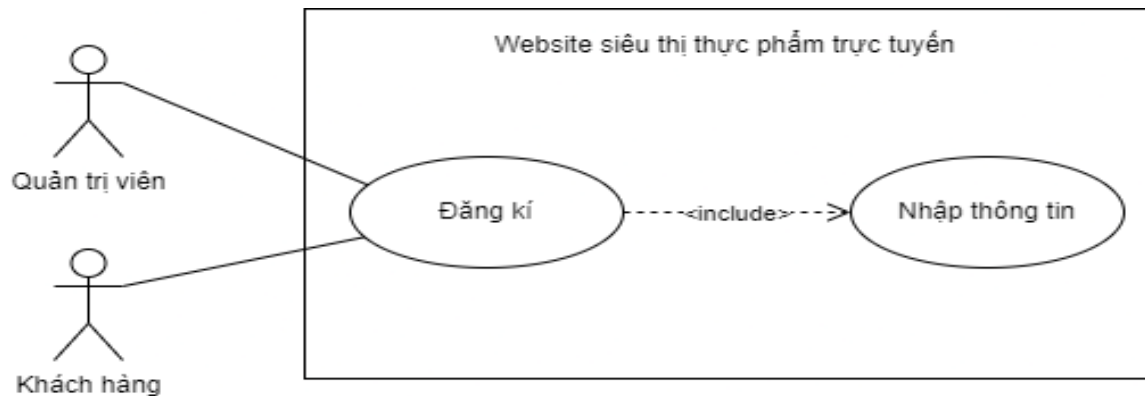 Website siêu thị thực phẩm trực tuyến
Quản trị viên
Đăng kí
<include>
Nhập thông tin
Khách hàng